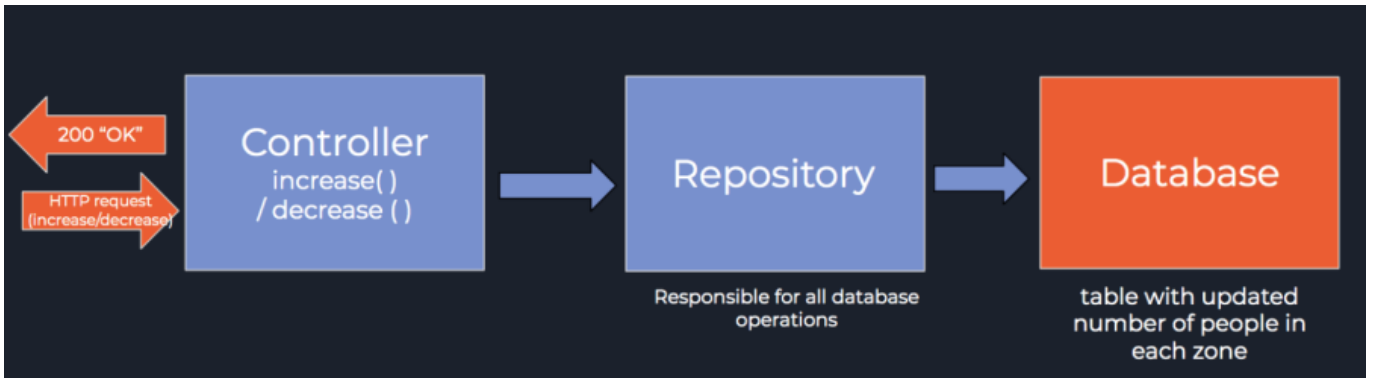 200 “OK”
HTTP request
(increase/decrease)
Controller
increase( )
/ decrease ( )
Repository
Responsible for all database
operations
Database
table with updated
number of people in
each zone